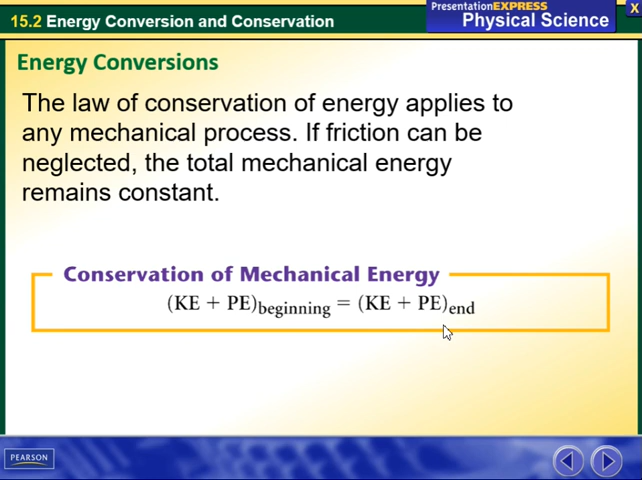 15.2 Energy Conversion and Conservation
PresentationEXPRESS
Physical Science
X
Energy Conversions
The law of conservation of energy applies to
any mechanical process. If friction can be
neglected, the total mechanical energy
remains constant.
Conservation of Mechanical Energy
(KE + PE)beginning = (KE + PE)end
PEARSON